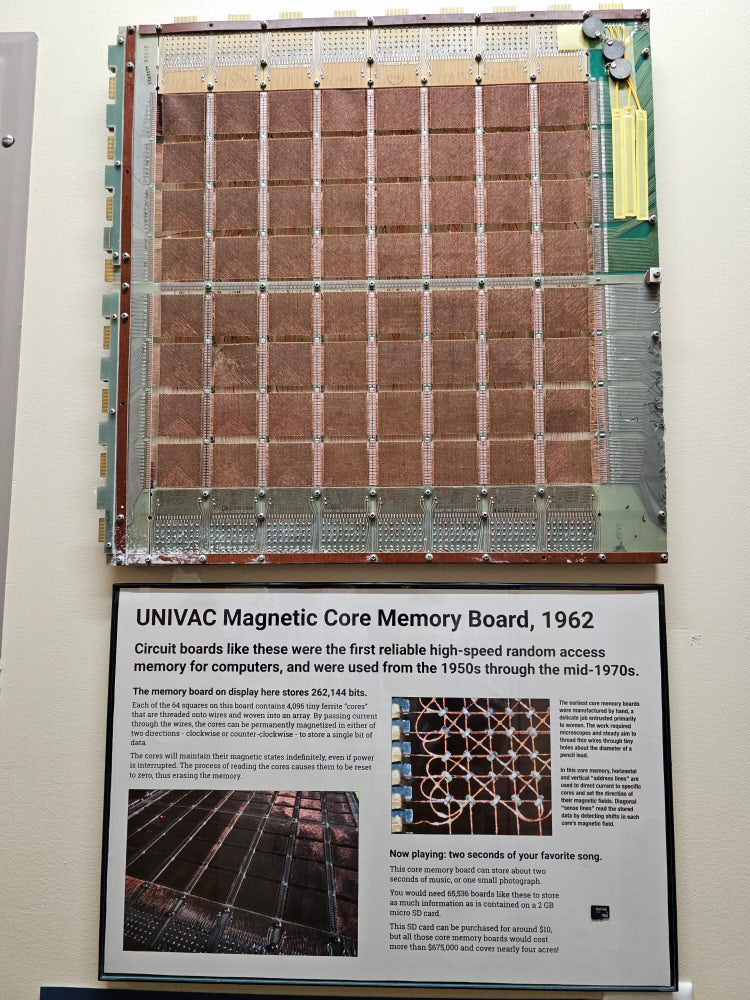 UNIVAC Magnetic Core Memory Board, 1962
Circuit boards like these were the first reliable high-speed random access
memory for computers, and were used from the 1950s through the mid-1970s.
The memory board on display here stores 262,144 bits.
Each of the 64 squares on this board contains 4,096 tiny ferrite "cores"
that are threaded onto wires and woven into an array. By passing current
through the wires, the cores can be permanently magnetized in either of
two directions - clockwise or counter-clockwise - to store a single bit of
data.
The cores will maintain their magnetic states indefinitely, even if power
is interrupted. The process of reading the cores causes them to be reset
to zero, thus erasing the memory.
The earliest core memory boards
were manufactured by hand, a
delicate job entrusted primarily
to women. The work required
microscopes and steady aim to
thread thin wires through tiny
holes about the diameter of a
pencil lead.
In this core memory, horizontal
and vertical "address lines" are
used to direct current to specific
cores and set the direction of
their magnetic fields. Diagonal
"sense lines" read the stored
data by detecting shifts in each
core's magnetic field.
Now playing: two seconds of your favorite song.
This core memory board can store about two
seconds of music, or one small photograph.
You would need 65,536 boards like these to store
as much information as is contained on a 2 GB
micro SD card.
This SD card can be purchased for around $10,
but all those core memory boards would cost
more than $675,000 and cover nearly four acres!